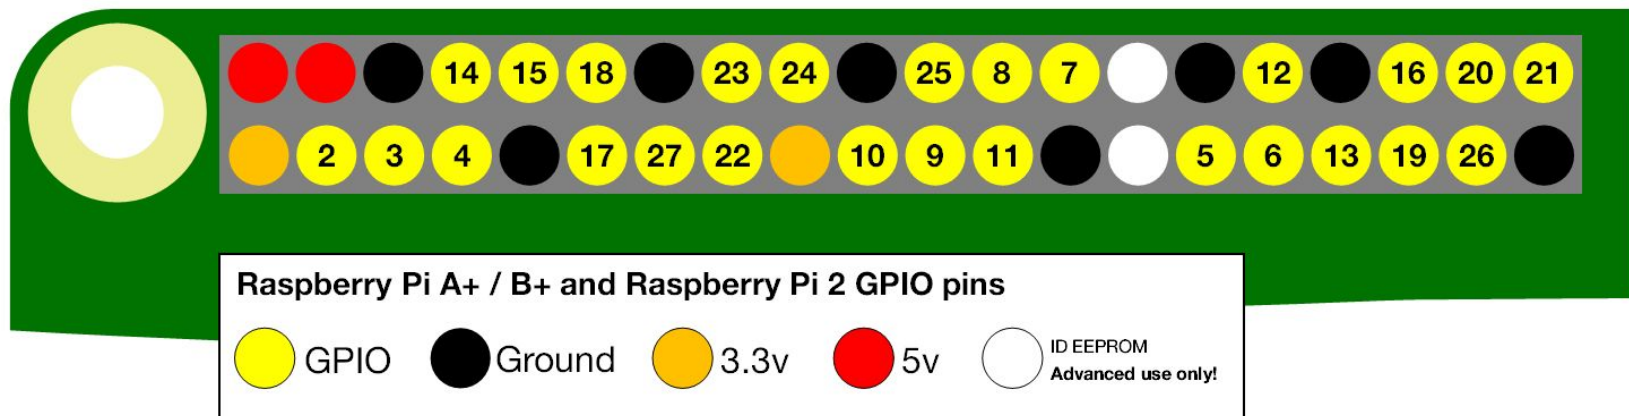 14 15 18 23 24 25 8 7 12 16 20 21
2 3 4 17 27 22 10 9 11 5 6 13 19 26
Raspberry Pi A+ / B+ and Raspberry Pi 2 GPIO pins
GPIO Ground 3.3v 5v ID EEPROM
Advanced use only!